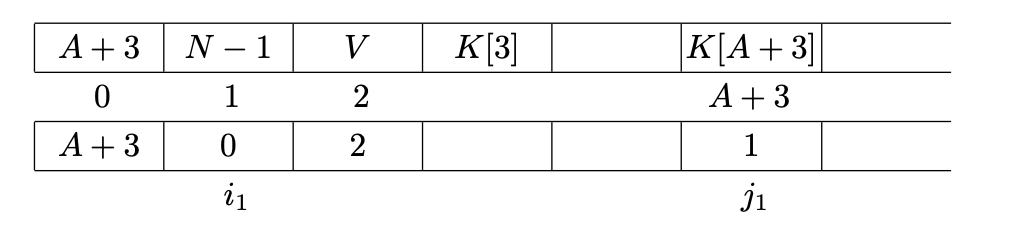 A + 3 N − 1 V K[3] K[A + 3]
0 1 2 A + 3
A + 3 0 2 1
i₁ j₁